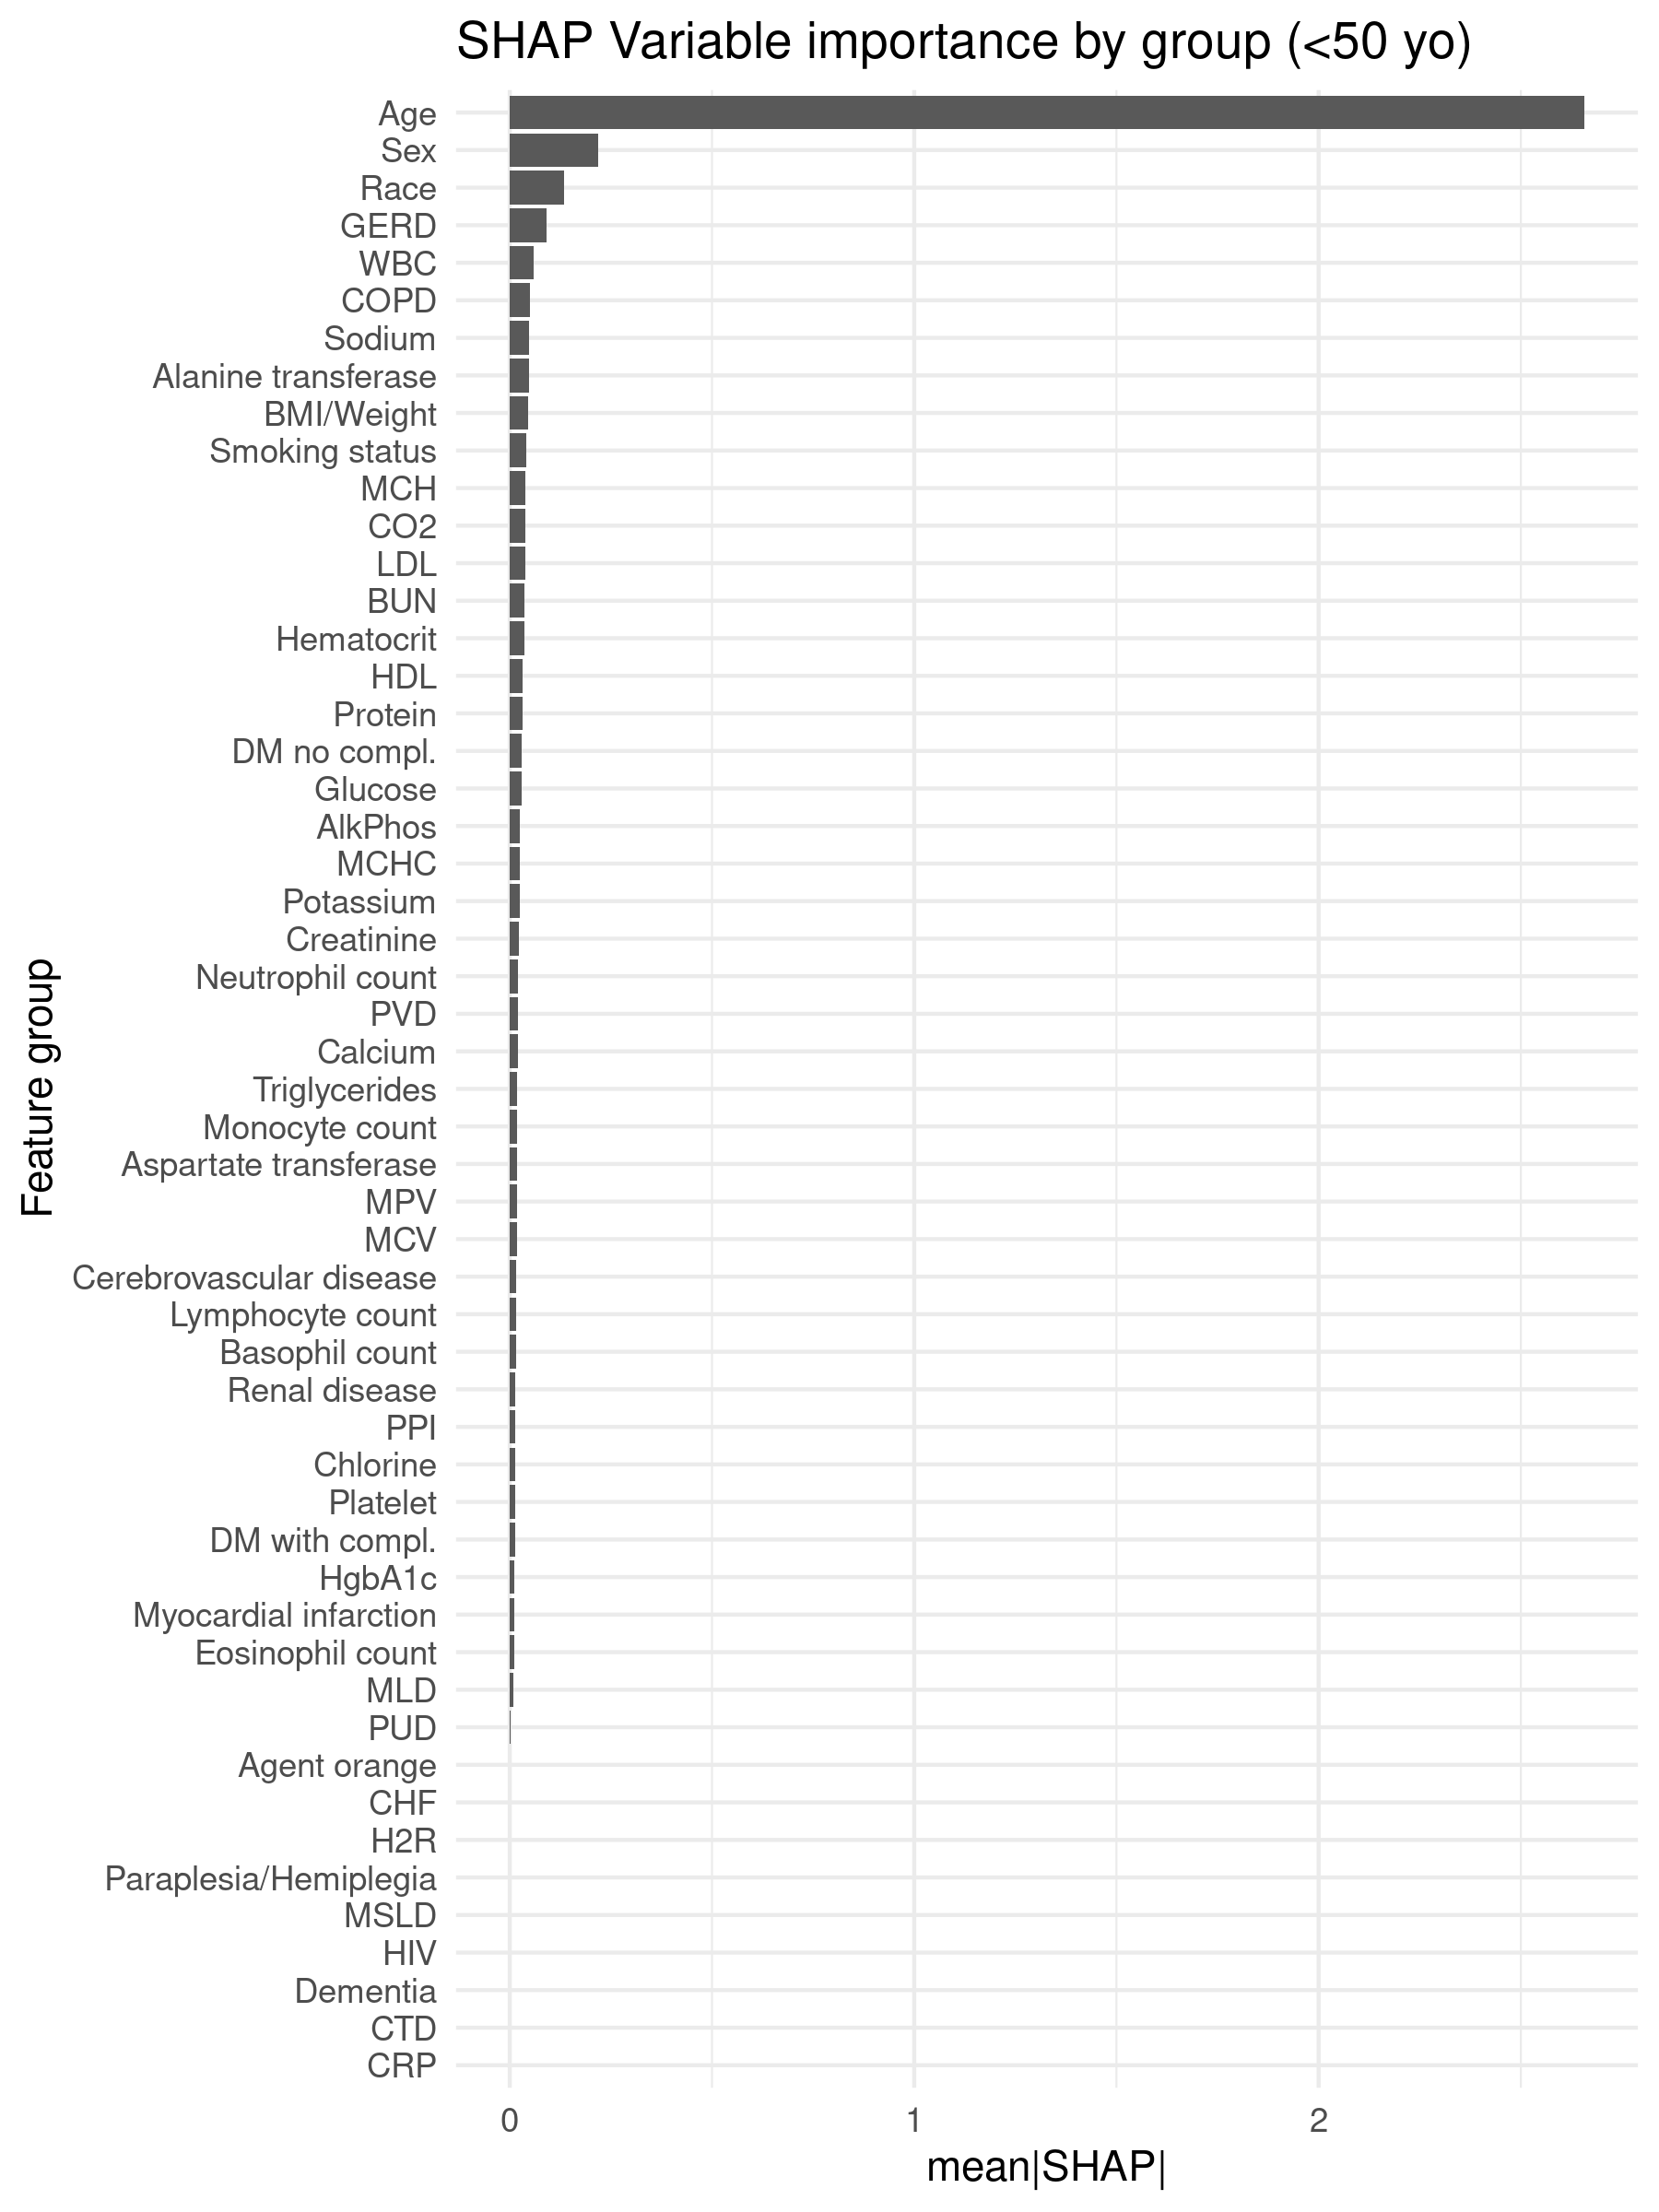 SHAP Variable importance by group (<50 yo)
Age
Sex
Race
GERD
WBC
COPD
Sodium
Alanine transferase
BMI/Weight
Smoking status
MCH
CO2
LDL
BUN
Hematocrit
HDL
Protein
DM no compl.
Glucose
AlkPhos
MCHC
Potassium
Creatinine
Neutrophil count
PVD
Calcium
Triglycerides
Monocyte count
Aspartate transferase
MPV
MCV
Cerebrovascular disease
Lymphocyte count
Basophil count
Renal disease
PPI
Chlorine
Platelet
DM with compl.
HgbA1c
Myocardial infarction
Eosinophil count
MLD
PUD
Agent orange
CHF
H2R
Paraplesia/Hemiplegia
MSLD
HIV
Dementia
CTD
CRP
Feature group
0 1 2
mean|SHAP|